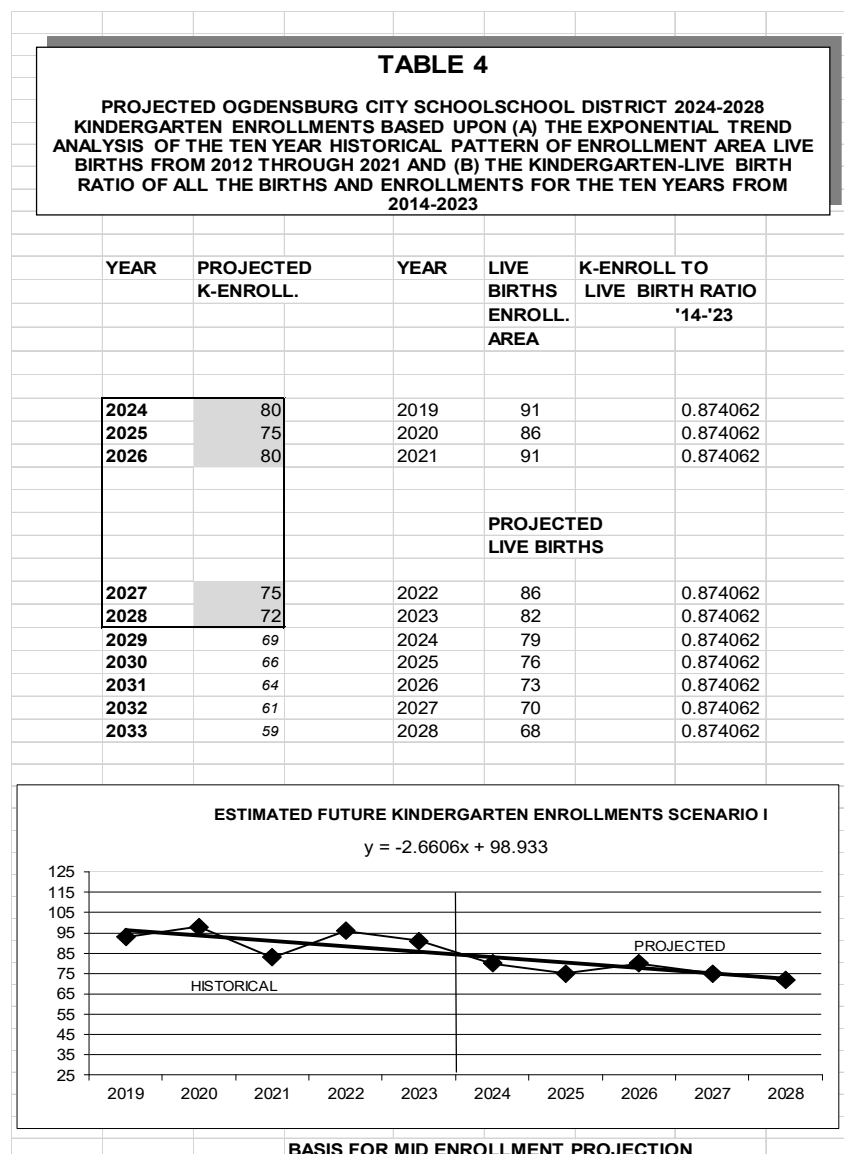 TABLE 4
PROJECTED OGDENSBURG CITY SCHOOLSCHOOL DISTRICT 2024-2028
KINDERGARTEN ENROLLMENTS BASED UPON (A) THE EXPONENTIAL TREND
ANALYSIS OF THE TEN YEAR HISTORICAL PATTERN OF ENROLLMENT AREA LIVE
BIRTHS FROM 2012 THROUGH 2021 AND (B) THE KINDERGARTEN-LIVE BIRTH
RATIO OF ALL THE BIRTHS AND ENROLLMENTS FOR THE TEN YEARS FROM
2014-2023
YEAR PROJECTED YEAR LIVE K-ENROLL TO
K-ENROLL. BIRTHS LIVE BIRTH RATIO
ENROLL. '14-'23
AREA
2024 80 2019 91 0.874062
2025 75 2020 86 0.874062
2026 80 2021 91 0.874062
PROJECTED
LIVE BIRTHS
2027 75 2022 86 0.874062
2028 72 2023 82 0.874062
2029 69 2024 79 0.874062
2030 66 2025 76 0.874062
2031 64 2026 73 0.874062
2032 61 2027 70 0.874062
2033 59 2028 68 0.874062
ESTIMATED FUTURE KINDERGARTEN ENROLLMENTS SCENARIO I
y = -2.6606x + 98.933
125
115
105
95
85
75
65
55
45
35
25
PROJECTED
HISTORICAL
2019 2020 2021 2022 2023 2024 2025 2026 2027 2028
BASIS FOR MID ENROLLMENT PROJECTION